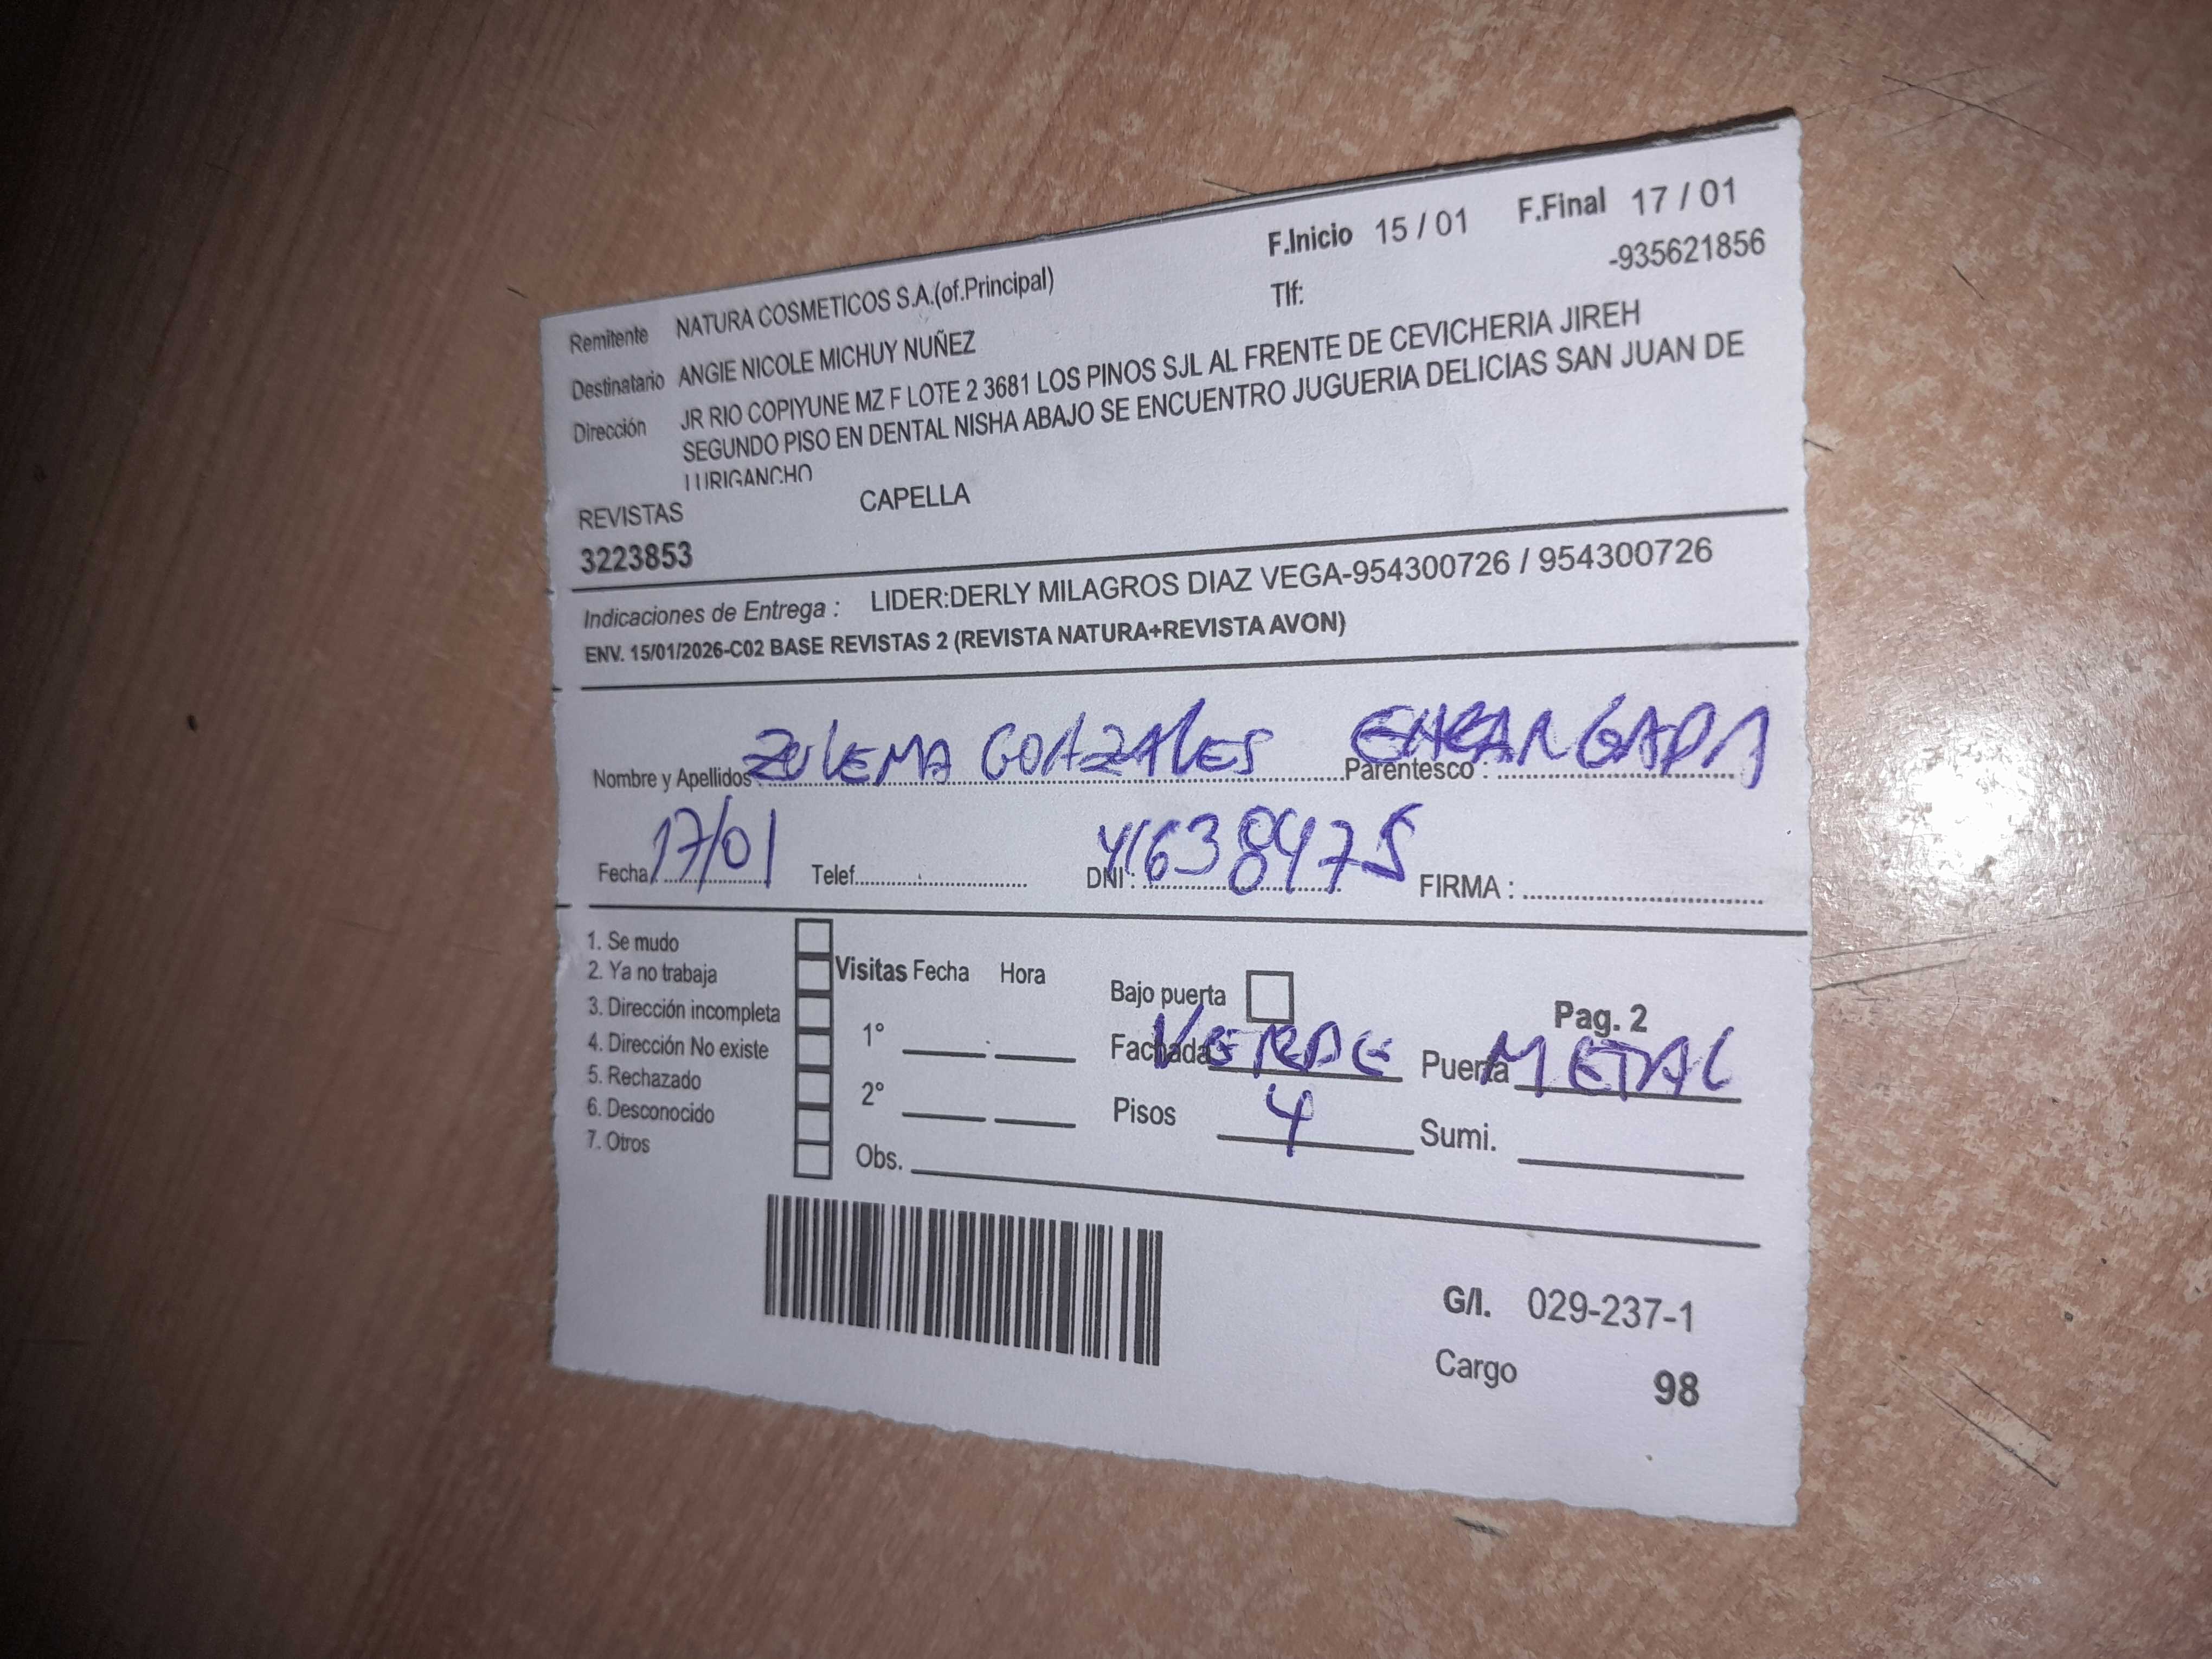 F.Inicio 15 / 01 F.Final 17 / 01
Remitente NATURA COSMETICOS S.A.(of.Principal) Tlf: -935621856
Destinatario ANGIE NICOLE MICHUY NUÑEZ
Dirección JR RIO COPIYUNE MZ F LOTE 2 3681 LOS PINOS SJL AL FRENTE DE CEVICHERIA JIREH
SEGUNDO PISO EN DENTAL NISHA ABAJO SE ENCUENTRO JUGUERIA DELICIAS SAN JUAN DE
LURIGANCHO
REVISTAS CAPELLA
3223853
Indicaciones de Entrega : LIDER:DERLY MILAGROS DIAZ VEGA-954300726 / 954300726
ENV. 15/01/2026-C02 BASE REVISTAS 2 (REVISTA NATURA+REVISTA AVON)
Nombre y Apellidos: ZULEMA GONZALES Parentesco : ENCARGADA
Fecha: 17/01 Telef. DNI : 41638475 FIRMA :
1. Se mudo
2. Ya no trabaja Visitas Fecha Hora Bajo puerta
3. Dirección incompleta Pag. 2
4. Dirección No existe 1° Fachada VERDE Puerta METAL
5. Rechazado
6. Desconocido 2° Pisos 4 Sumi.
7. Otros Obs.
G/I. 029-237-1
Cargo 98